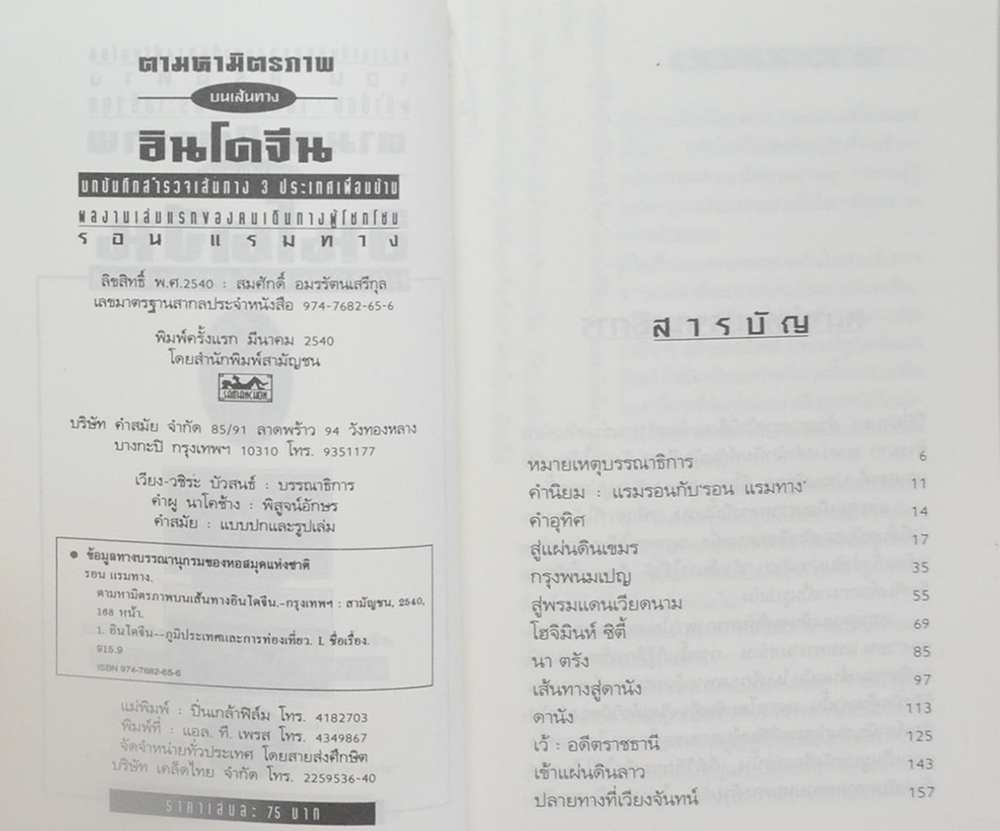 ตามหามิตรภาพ
บนเส้นทาง
อินโดจีน
บทบันทึกสำรวจเส้นทาง 3 ประเทศเพื่อนบ้าน
ผลงานเล่มแรกของคนเดินทางผู้โชกโชน
รอน แรมทาง
ลิขสิทธิ์ พ.ศ.2540 : สมศักดิ์ อมรรัตนเสรีกุล
เลขมาตรฐานสากลประจำหนังสือ 974-7682-65-6
พิมพ์ครั้งแรก มีนาคม 2540
โดยสำนักพิมพ์สามัญชน
SAMANCHON
บริษัท คำสมัย จำกัด 85/91 ลาดพร้าว 94 วังทองหลาง
บางกะปิ กรุงเทพฯ 10310 โทร. 9351177
เวียง-วชิระ บัวสนธ์ : บรรณาธิการ
คำผู นาโคช้าง : พิสูจน์อักษร
คำสมัย : แบบปกและรูปเล่ม
● ข้อมูลทางบรรณานุกรมของหอสมุดแห่งชาติ
รอน แรมทาง.
ตามหามิตรภาพบนเส้นทางอินโดจีน.-กรุงเทพฯ : สามัญชน, 2540.
168 หน้า.
1. อินโดจีน--ภูมิประเทศและการท่องเที่ยว. I. ชื่อเรื่อง.
915.9
ISBN 974-7682-65-6
แม่พิมพ์ : ปิ่นเกล้าฟิล์ม โทร. 4182703
พิมพ์ที่ : แอล. ที. เพรส โทร. 4349867
จัดจำหน่ายทั่วประเทศ โดยสายส่งศึกษิต
บริษัท เคล็ดไทย จำกัด โทร. 2259536-40
ราคาเล่มละ 75 บาท
สารบัญ
หมายเหตุบรรณาธิการ 6
คำนิยม : แรมรอนกับ"รอน แรมทาง" 11
คำอุทิศ 14
สู่แผ่นดินเขมร 17
กรุงพนมเปญ 35
สู่พรมแดนเวียดนาม 55
โฮจิมินห์ ซิตี้ 69
นา ตรัง 85
เส้นทางสู่ดานัง 97
ดานัง 113
เว้ : อดีตราชธานี 125
เข้าแผ่นดินลาว 143
ปลายทางที่เวียงจันทน์ 157